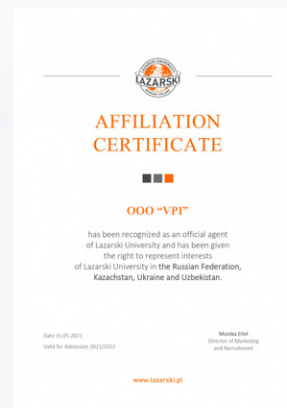 LAZARSKI UNIVERSITY
LAZARSKI
AFFILIATION
CERTIFICATE
OOO “VPI”
has been recognized as an official agent
of Lazarski University and has been given
the right to represent interests
of Lazarski University in the Russian Federation,
Kazachstan, Ukraine and Uzbekistan.
Date 31.05.2021
Valid for Admission 2021/2022
Monika Eitel
Director of Marketing
and Recruitment
www.lazarski.pl